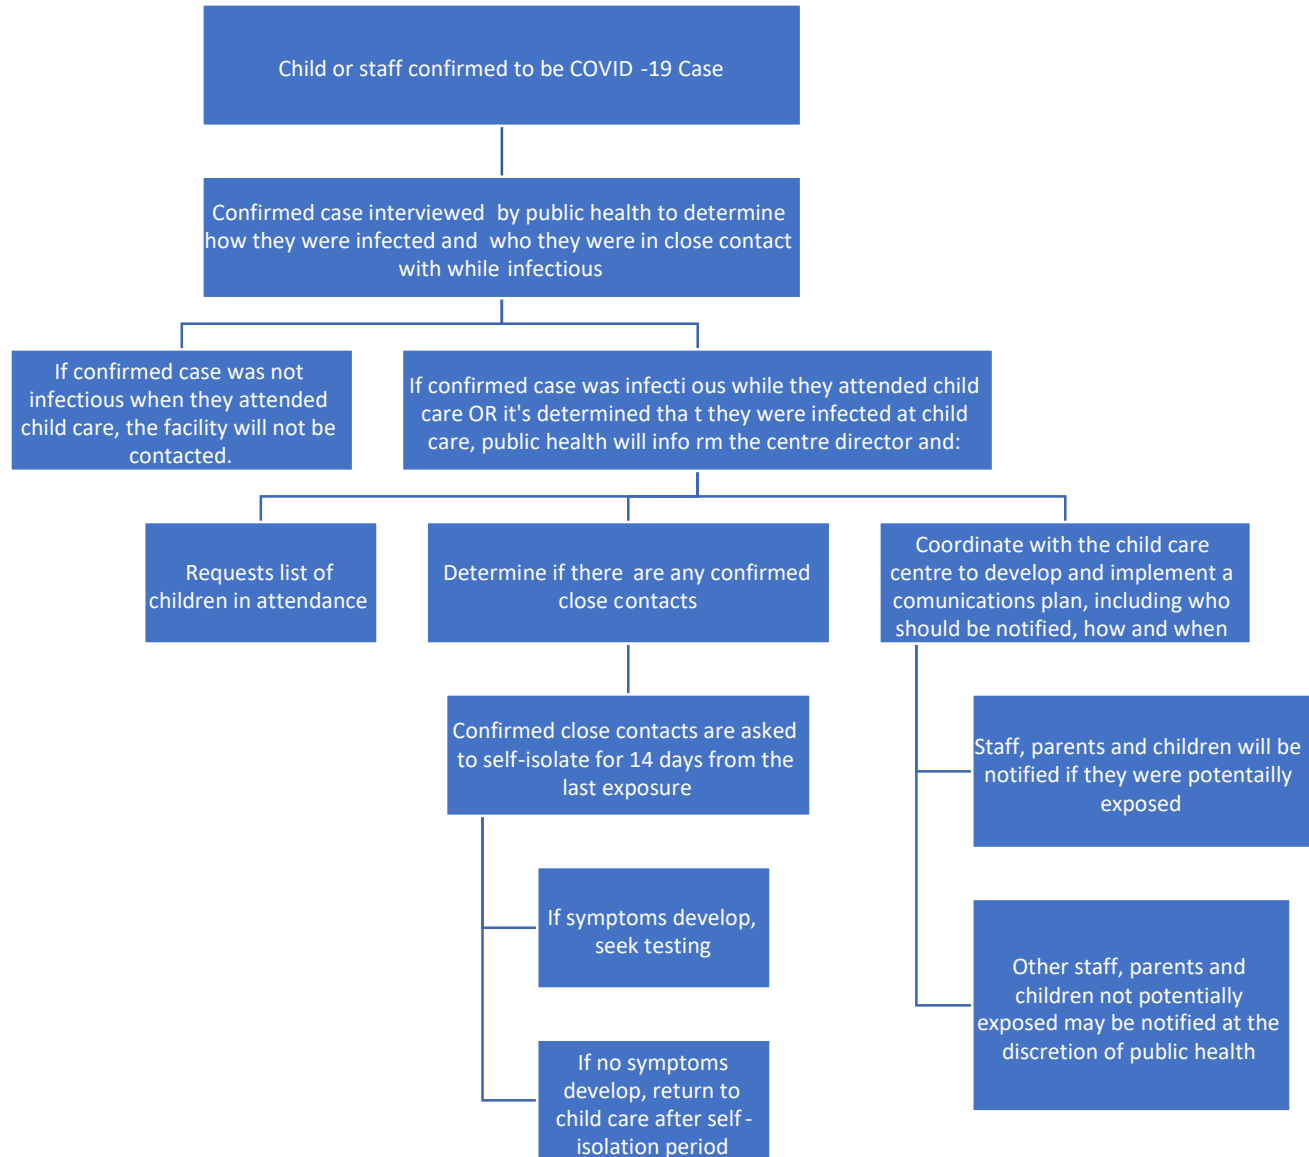 Child or staff confirmed to be COVID -19 Case
Confirmed case interviewed by public health to determine
how they were infected and who they were in close contact
with while infectious
If confirmed case was not
infectious when they attended
child care, the facility will not be
contacted.
If confirmed case was infecti ous while they attended child
care OR it's determined tha t they were infected at child
care, public health will info rm the centre director and:
Requests list of
children in attendance
Determine if there are any confirmed
close contacts
Coordinate with the child care
centre to develop and implement a
comunications plan, including who
should be notified, how and when
Confirmed close contacts are asked
to self-isolate for 14 days from the
last exposure
Staff, parents and children will be
notified if they were potentailly
exposed
If symptoms develop,
seek testing
Other staff, parents and
children not potentially
exposed may be notified at the
discretion of public health
If no symptoms
develop, return to
child care after self -
isolation period